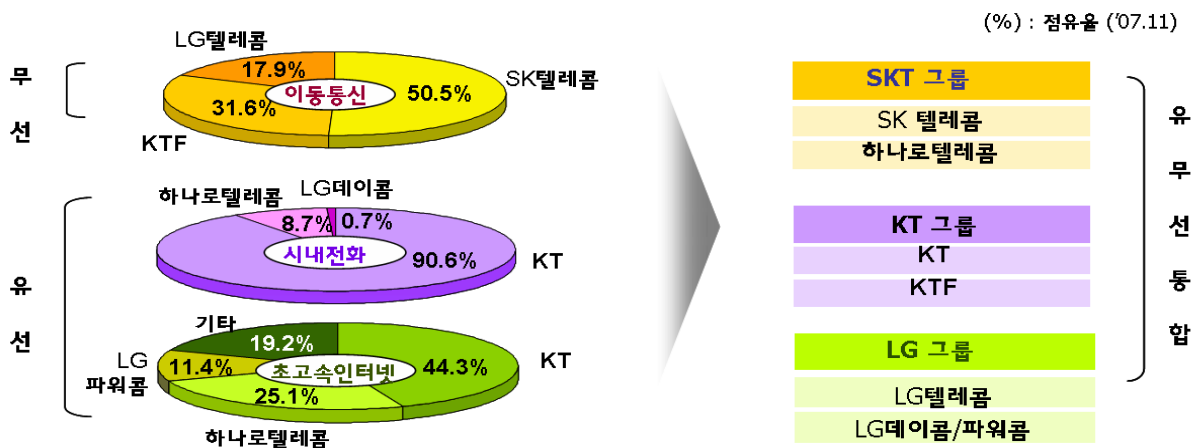 (%) : 점유율 ('07.11)
무
선
LG텔레콤
17.9%
SK텔레콤
50.5%
이동통신
31.6%
KTF
유
선
하나로텔레콤
LG데이콤
8.7%
0.7%
시내전화
90.6%
KT
기타
19.2%
LG
파워콤
11.4%
초고속인터넷
44.3%
KT
25.1%
하나로텔레콤
SKT 그룹
SK 텔레콤
하나로텔레콤
KT 그룹
KT
KTF
LG 그룹
LG텔레콤
LG데이콤/파워콤
유
무
선
통
합